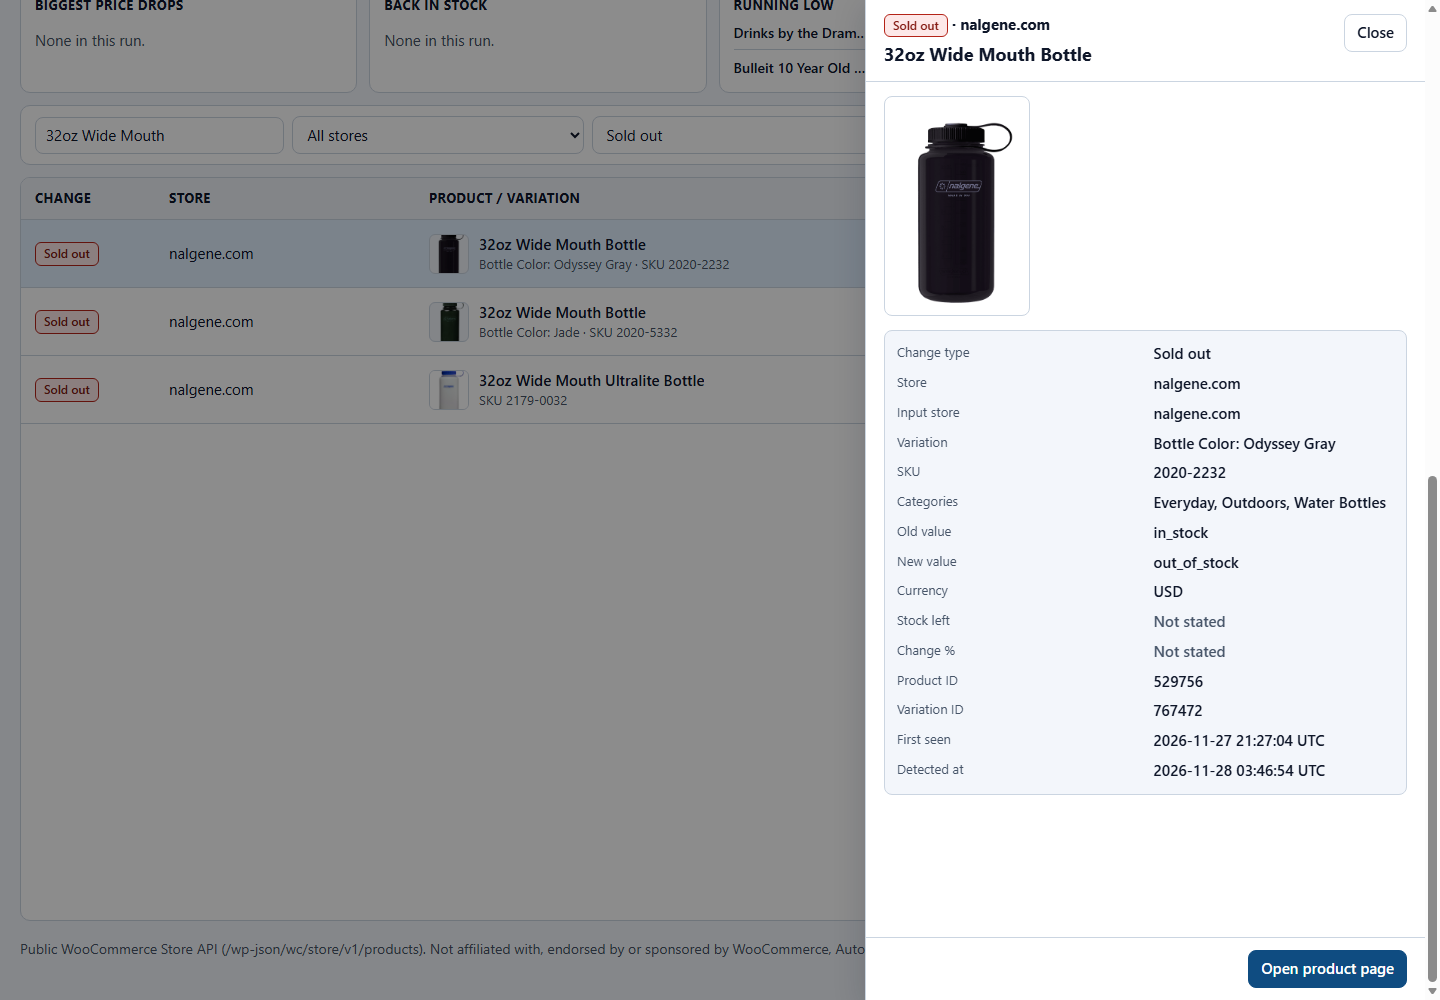 BIGGEST PRICE DROPS
None in this run.
BACK IN STOCK
None in this run.
RUNNING LOW
Drinks by the Dram...
Bulleit 10 Year Old ...
32oz Wide Mouth
All stores
Sold out
CHANGE STORE PRODUCT / VARIATION
Sold out nalgene.com 32oz Wide Mouth Bottle
Bottle Color: Odyssey Gray · SKU 2020-2232
Sold out nalgene.com 32oz Wide Mouth Bottle
Bottle Color: Jade · SKU 2020-5332
Sold out nalgene.com 32oz Wide Mouth Ultralite Bottle
SKU 2179-0032
Public WooCommerce Store API (/wp-json/wc/store/v1/products). Not affiliated with, endorsed by or sponsored by WooCommerce, Auto
Sold out · nalgene.com
32oz Wide Mouth Bottle
Close
nalgene
Change type Sold out
Store nalgene.com
Input store nalgene.com
Variation Bottle Color: Odyssey Gray
SKU 2020-2232
Categories Everyday, Outdoors, Water Bottles
Old value in_stock
New value out_of_stock
Currency USD
Stock left Not stated
Change % Not stated
Product ID 529756
Variation ID 767472
First seen 2026-11-27 21:27:04 UTC
Detected at 2026-11-28 03:46:54 UTC
Open product page